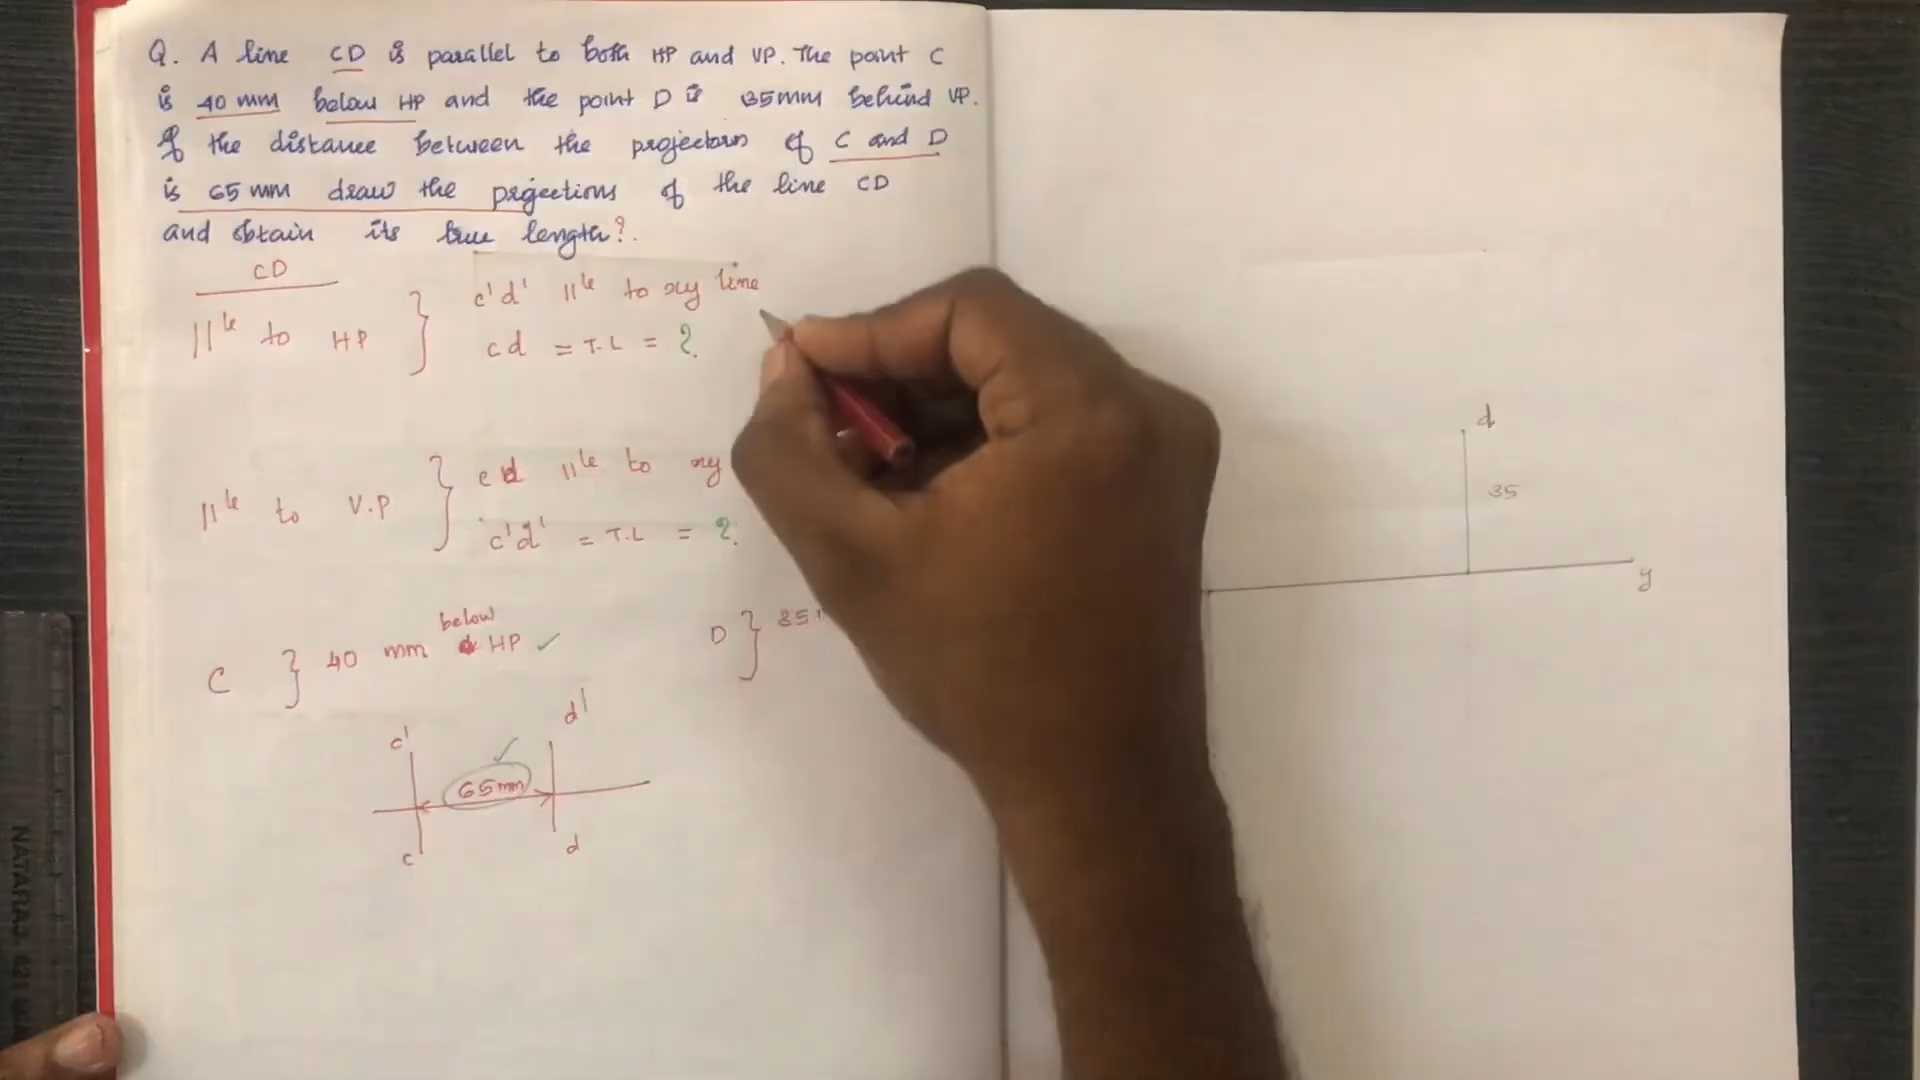 Q. A line CD is parallel to both HP and VP. The point C
is 40 mm below HP and the point D is 35mm behind VP.
If the distance between the projectors of C and D
is 65 mm draw the projections of the line CD
and obtain its true length?.
CD
||le to HP } c'd' ||le to xy line
cd = T.L = ?
||le to V.P } cd ||le to xy
c'd' = T.L = ?
C } 40 mm below HP ✓
D } 35
c' d'
65mm
c d
d
35
y
NATARAJ. 621